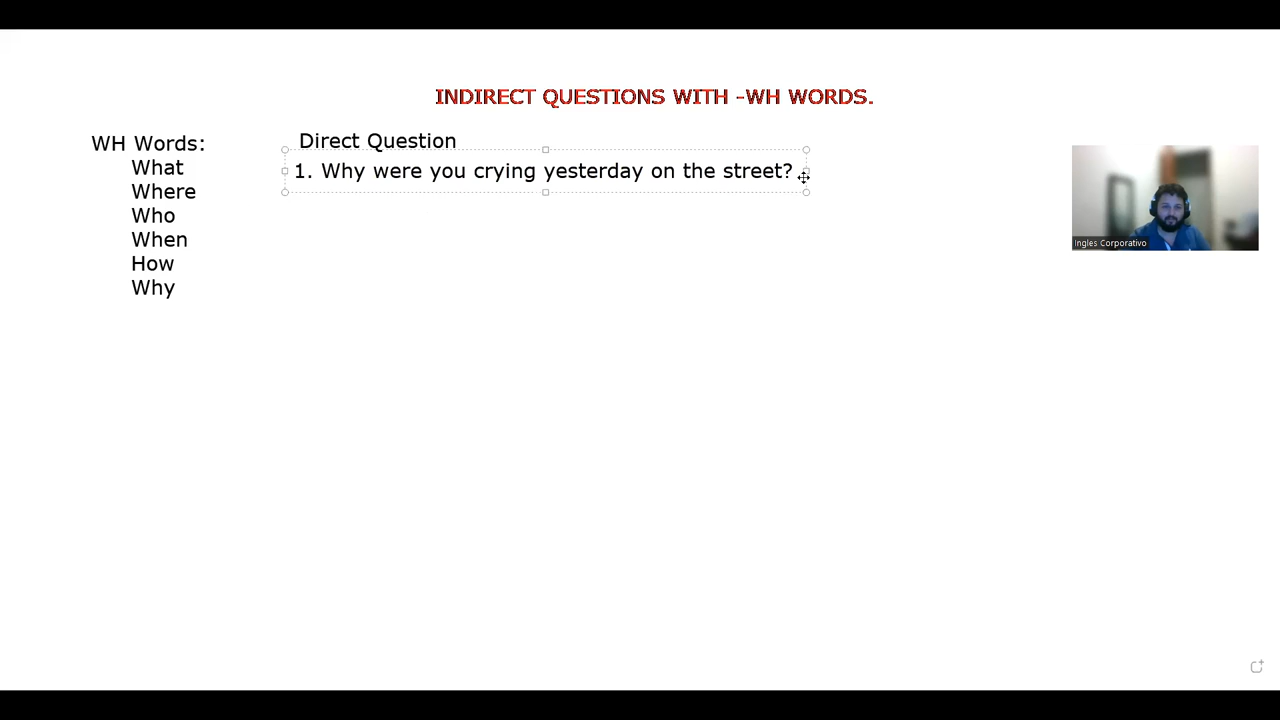 INDIRECT QUESTIONS WITH -WH WORDS.
WH Words:
What
Where
Who
When
How
Why
Direct Question
1. Why were you crying yesterday on the street?
Ingles Corporativo